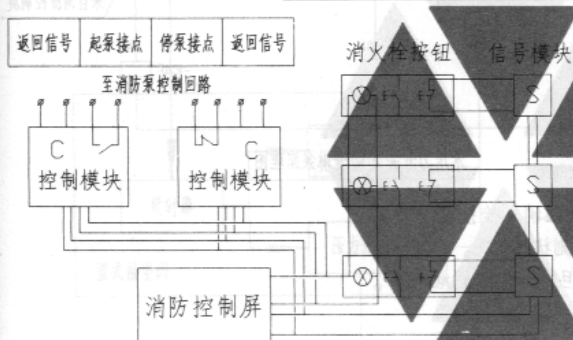 返回信号 起泵接点 停泵接点 返回信号
至消防泵控制回路
消火栓按钮 信号模块
C
控制模块 控制模块
S
S
S
消防控制屏